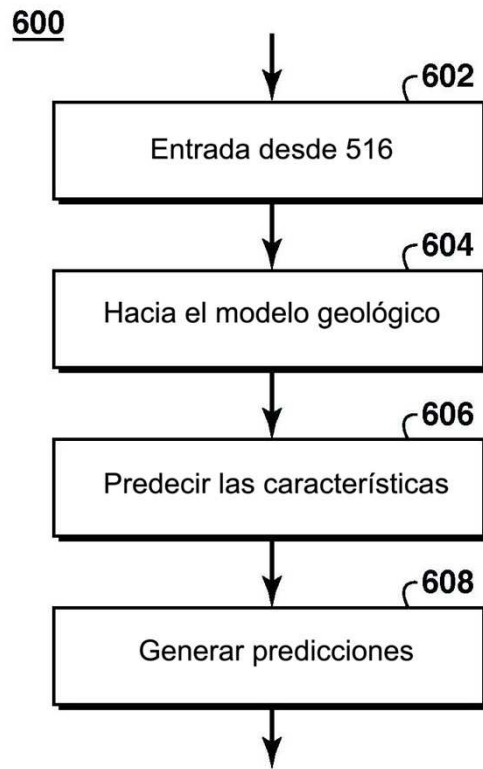 600
602
Entrada desde 516
604
Hacia el modelo geológico
606
Predecir las características
608
Generar predicciones